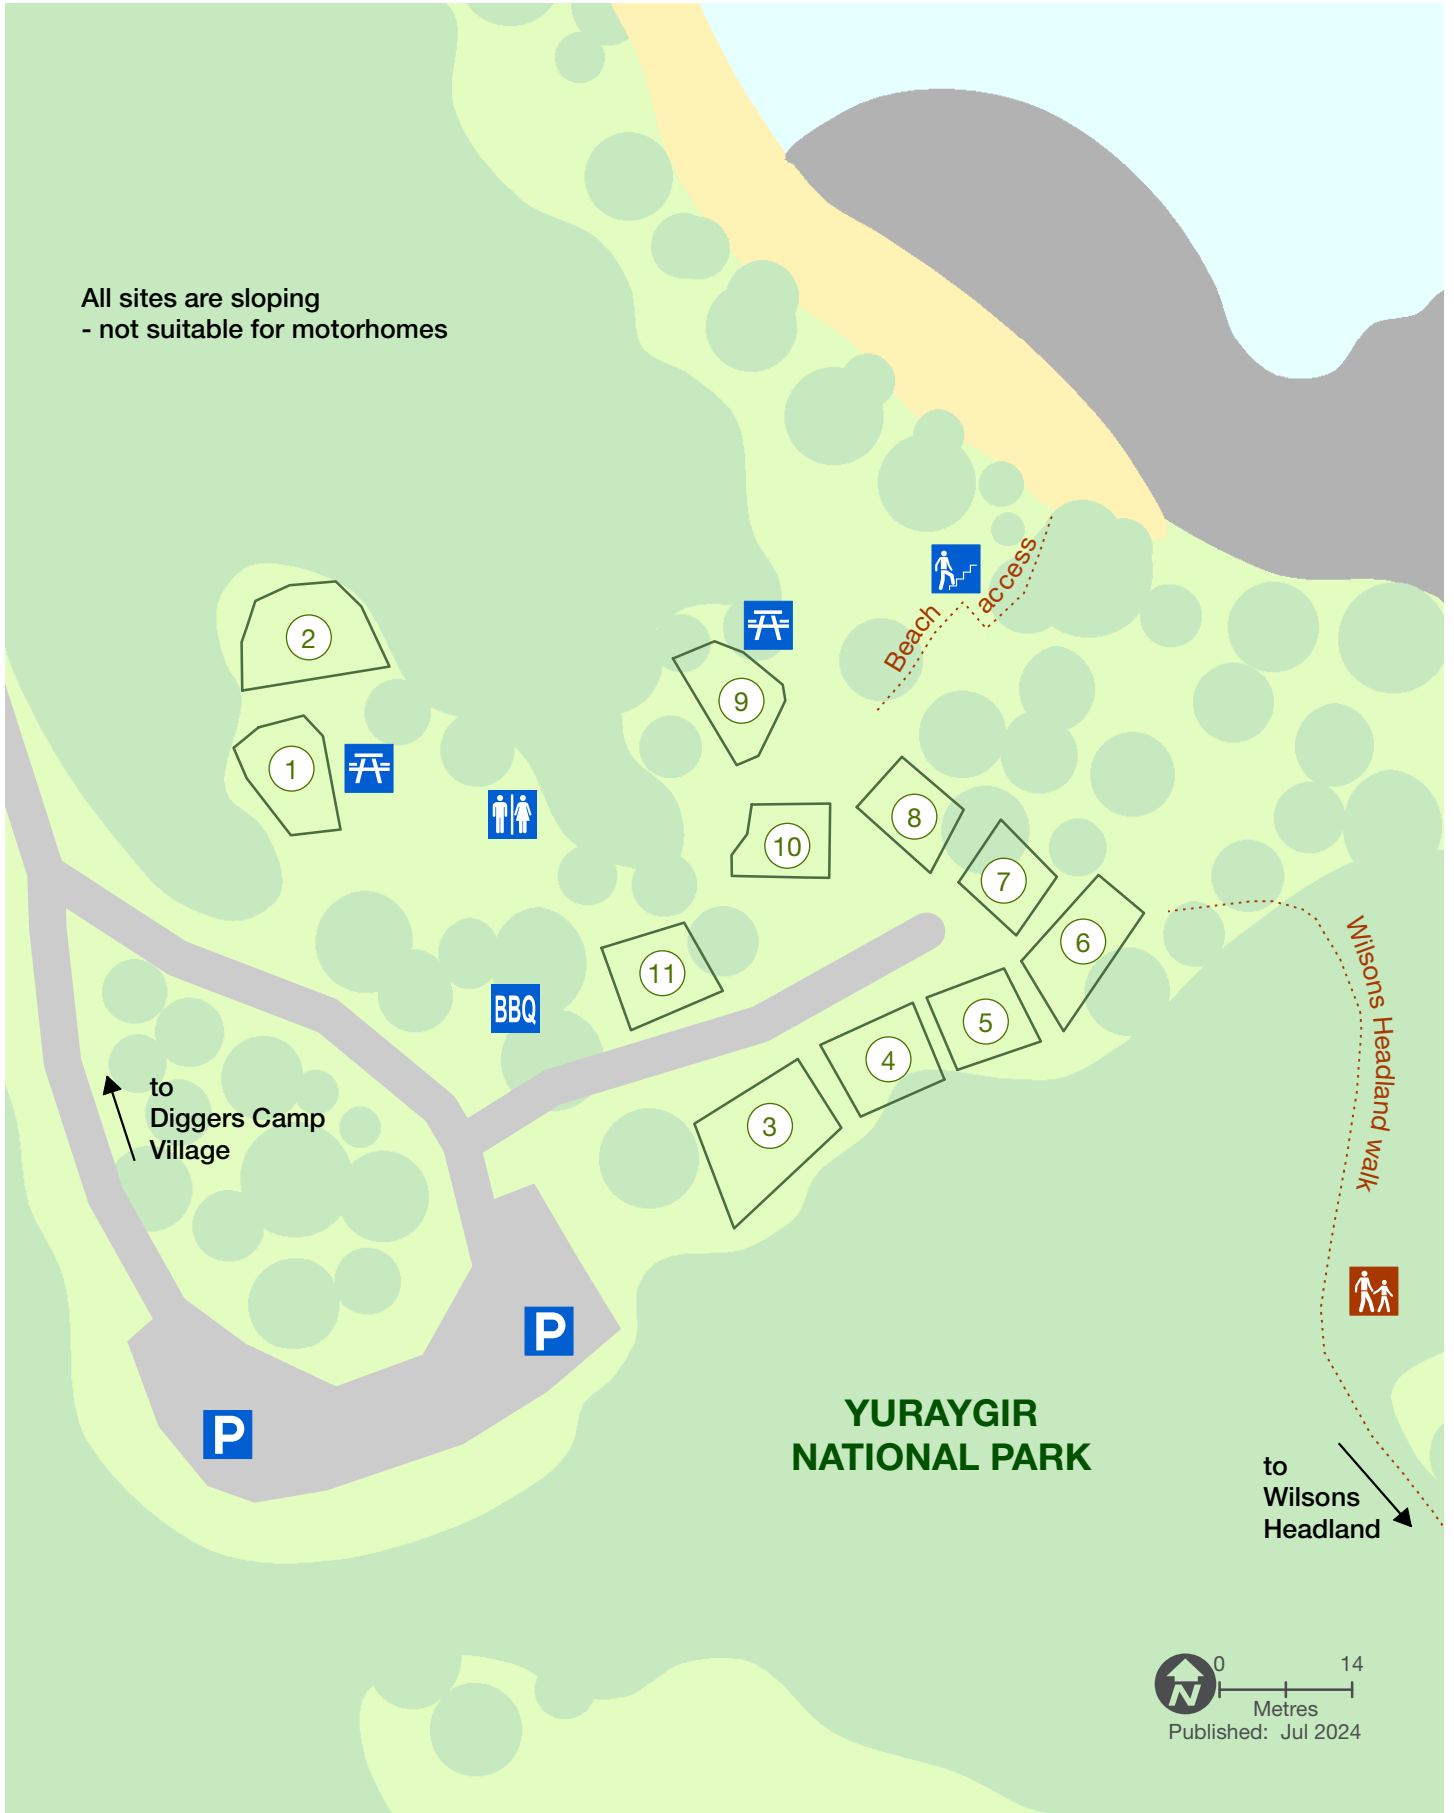 All sites are sloping
- not suitable for motorhomes
Beach access
2
9
1
8
10
7
6
11
BBQ
5
4
3
Wilsons Headland walk
to
Diggers Camp
Village
P
P
YURAYGIR
NATIONAL PARK
to
Wilsons
Headland
N
0 14
Metres
Published: Jul 2024